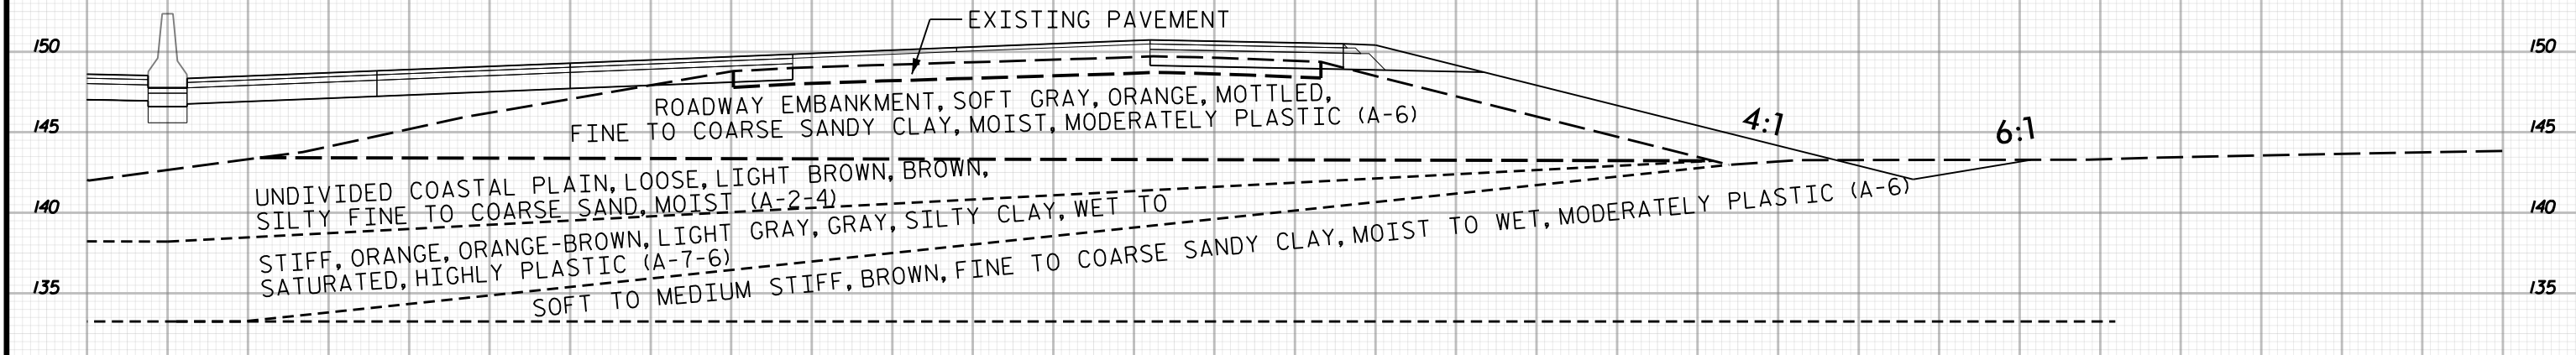 EXISTING PAVEMENT
150
150
ROADWAY EMBANKMENT, SOFT GRAY, ORANGE, MOTTLED,
FINE TO COARSE SANDY CLAY, MOIST, MODERATELY PLASTIC (A-6)
4:1
6:1
145
145
UNDIVIDED COASTAL PLAIN, LOOSE, LIGHT BROWN, BROWN,
SILTY FINE TO COARSE SAND, MOIST (A-2-4)
140
140
STIFF, ORANGE, ORANGE-BROWN, LIGHT GRAY, GRAY, SILTY CLAY, WET TO
SATURATED, HIGHLY PLASTIC (A-7-6)
SOFT TO MEDIUM STIFF, BROWN, FINE TO COARSE SANDY CLAY, MOIST TO WET, MODERATELY PLASTIC (A-6)
135
135